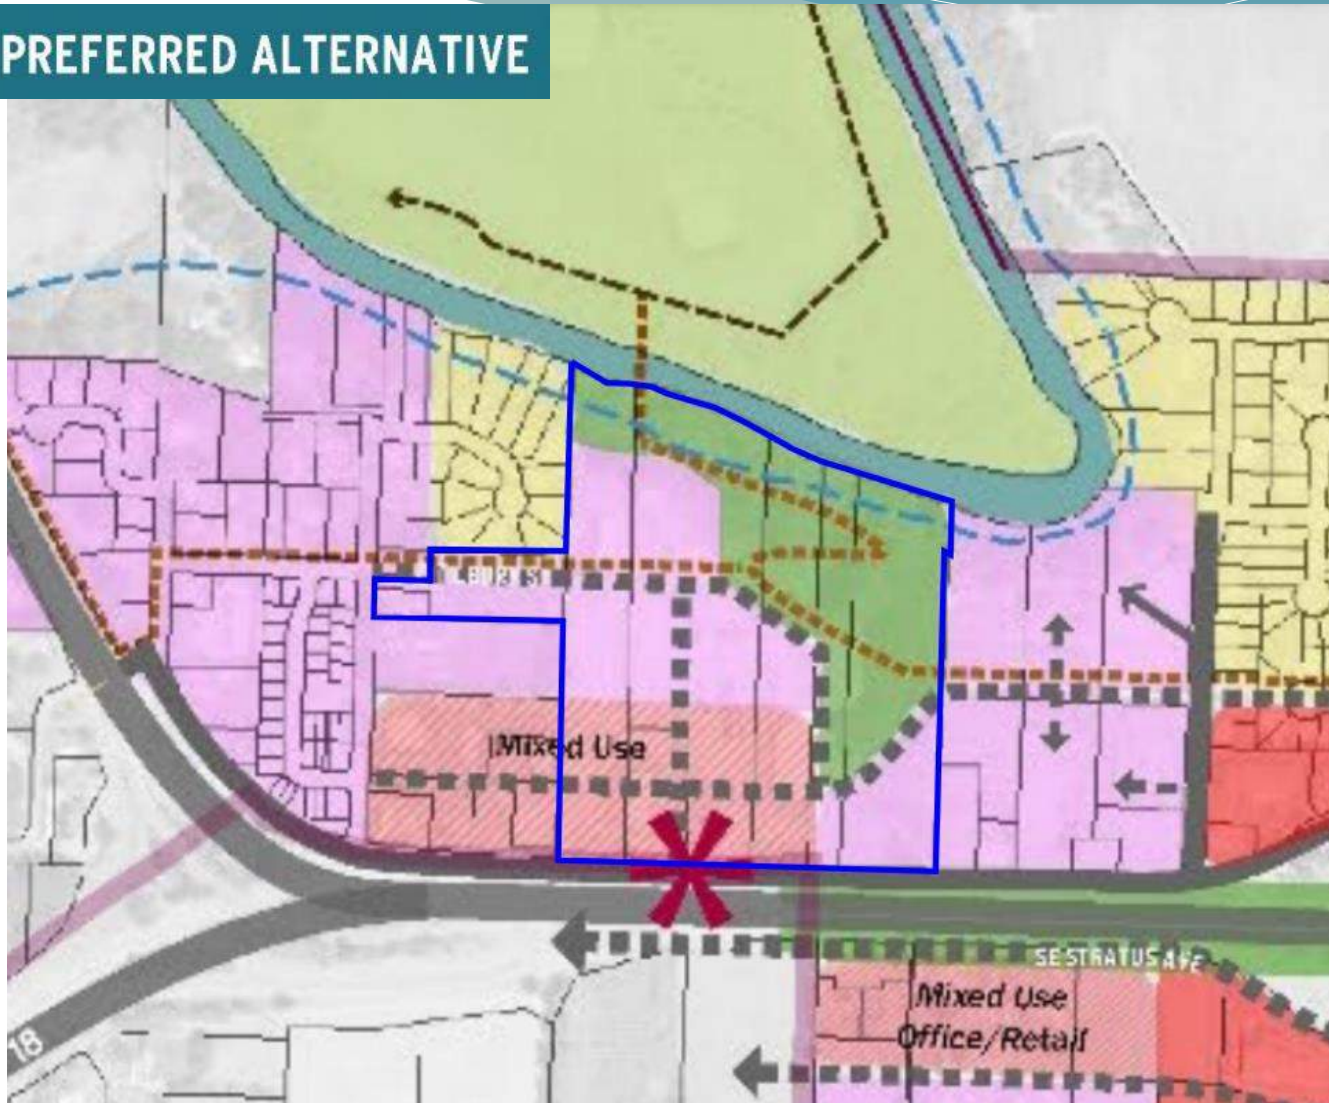 PREFERRED ALTERNATIVE
Mixed Use
SE STRATUS AVE
Mixed Use
Office/Retail
18